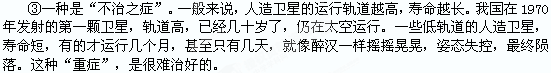 ③一种是“不治之症”。一般来说，人造卫星的运行轨道越高，寿命越长。我国在 1970
年发射的第一颗卫星，轨道高，已经几十岁了，仍在太空运行。一些低轨道的人造卫星，
寿命短，有的才运行几个月，甚至只有几天，就像醉汉一样摇摇晃晃，姿态失控，最终陨
落。这种“重症”，是很难治好的。